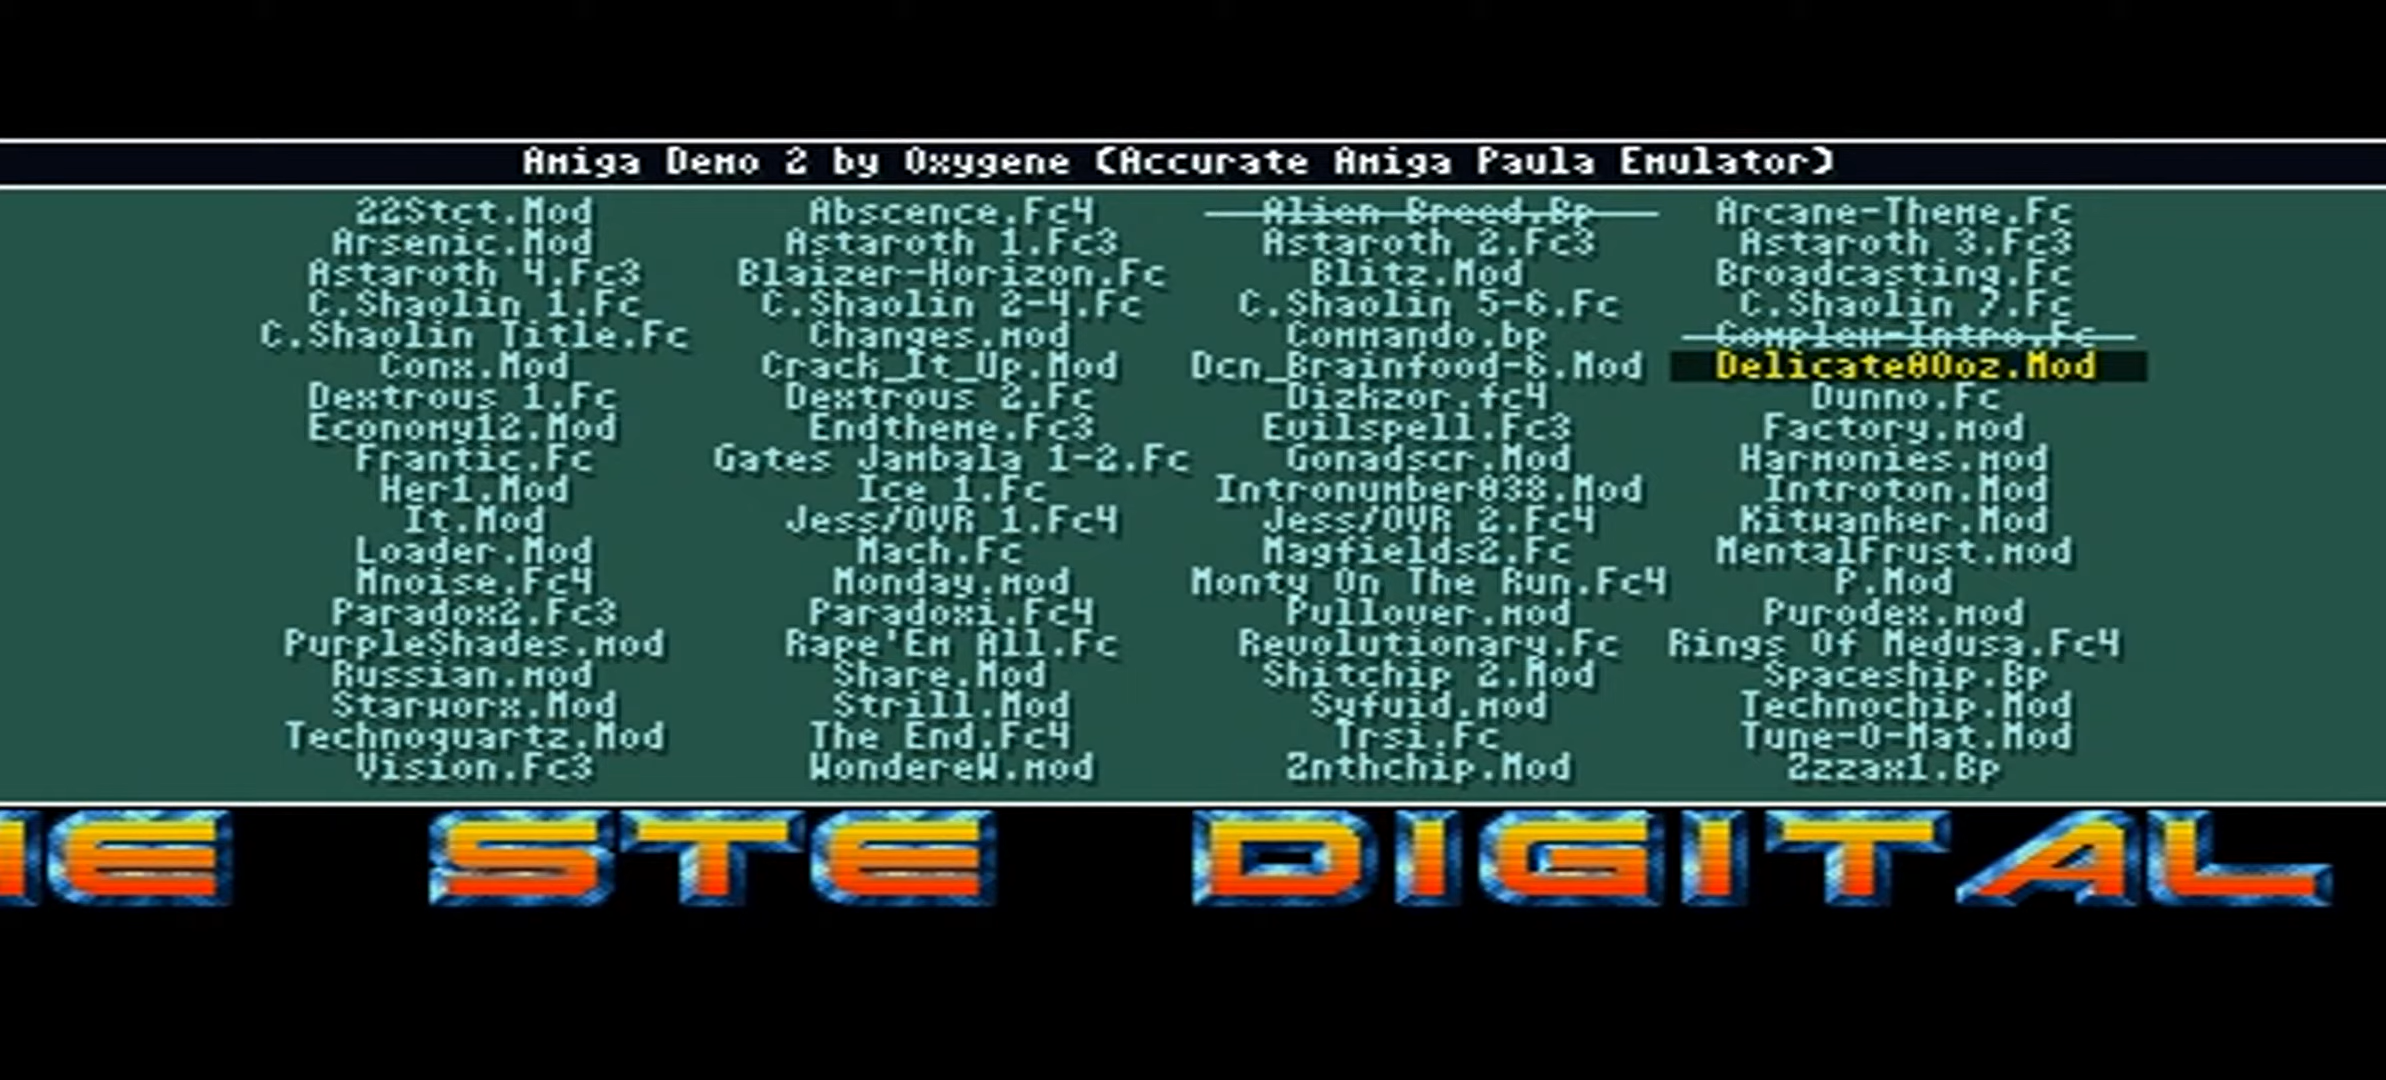 Amiga Demo 2 by Oxygene (Accurate Amiga Paula Emulator)
22Stct.Mod Abscence.Fc4 Alien Breed.Bp Arcane-Theme.Fc
Arsenic.Mod Astaroth 1.Fc3 Astaroth 2.Fc3 Astaroth 3.Fc3
Astaroth 4.Fc3 Blaizer-Horizon.Fc Blitz.Mod Broadcasting.Fc
C.Shaolin 1.Fc C.Shaolin 2-4.Fc C.Shaolin 5-6.Fc C.Shaolin 7.Fc
C.Shaolin Title.Fc Changes.mod Commando.bp Complex-Intro.Fc
Conx.Mod Crack_It_Up.Mod Dcn_Brainfood-6.Mod Delicate00oz.Mod
Dextrous 1.Fc Dextrous 2.Fc Dizkzor.fc4 Dunno.Fc
Economy12.Mod Endtheme.Fc3 Evilspell.Fc3 Factory.mod
Frantic.Fc Gates Jambala 1-2.Fc Gonadscr.Mod Harmonies.mod
Her1.Mod Ice 1.Fc Intronumber038.Mod Introton.Mod
It.Mod Jess/OVR 1.Fc4 Jess/OVR 2.Fc4 Kitwanker.Mod
Loader.Mod Mach.Fc Magfields2.Fc MentalFrust.mod
Mnoise.Fc4 Monday.mod Monty On The Run.Fc4 P.Mod
Paradox2.Fc3 Paradoxi.Fc4 Pullover.mod Purodex.mod
PurpleShades.mod Rape'Em All.Fc Revolutionary.Fc Rings Of Medusa.Fc4
Russian.mod Share.Mod Shitchip 2.Mod Spaceship.Bp
Starworx.Mod Strill.Mod Syfuid.mod Technochip.Mod
Technoquartz.Mod The End.Fc4 Trsi.Fc Tune-O-Mat.Mod
Vision.Fc3 WondereW.mod Znthchip.Mod Zzzax1.Bp
E STE DIGITAL